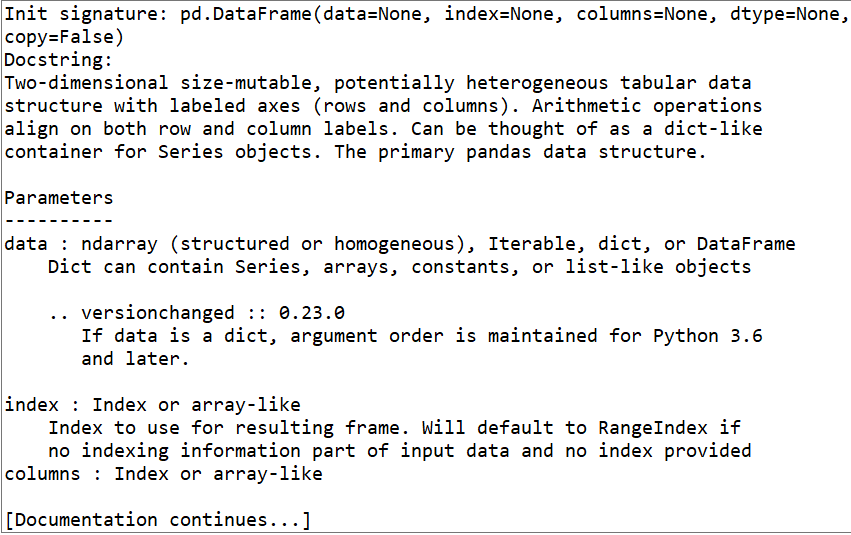 Init signature: pd.DataFrame(data=None, index=None, columns=None, dtype=None,
copy=False)
Docstring:
Two-dimensional size-mutable, potentially heterogeneous tabular data
structure with labeled axes (rows and columns). Arithmetic operations
align on both row and column labels. Can be thought of as a dict-like
container for Series objects. The primary pandas data structure.

Parameters
----------
data : ndarray (structured or homogeneous), Iterable, dict, or DataFrame
    Dict can contain Series, arrays, constants, or list-like objects

    .. versionchanged :: 0.23.0
       If data is a dict, argument order is maintained for Python 3.6
       and later.

index : Index or array-like
    Index to use for resulting frame. Will default to RangeIndex if
    no indexing information part of input data and no index provided
columns : Index or array-like

[Documentation continues...]